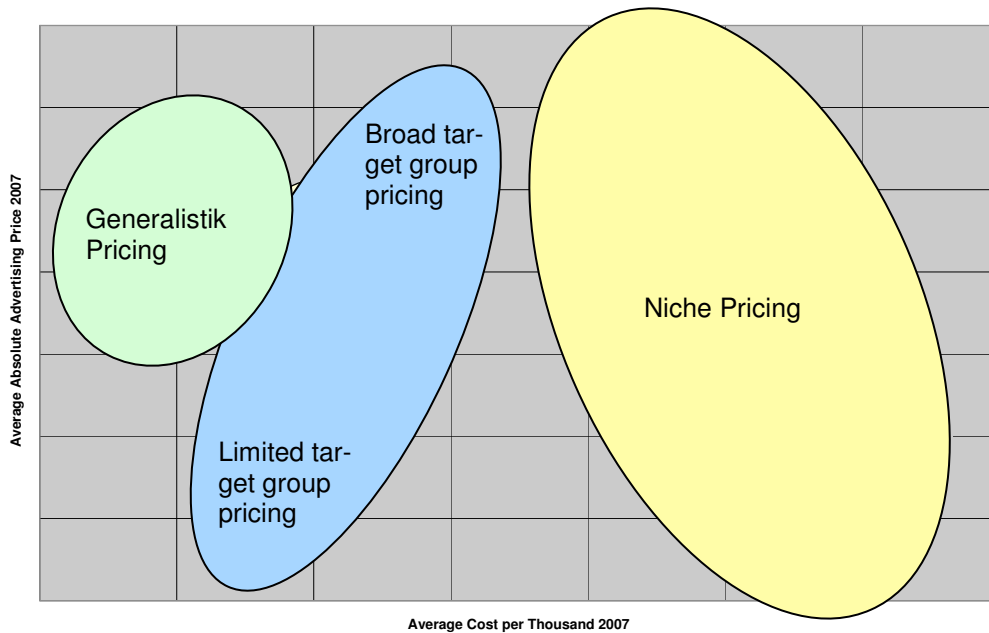 Broad tar-
get group
pricing
Generalistik
Pricing
Niche Pricing
Limited tar-
get group
pricing
Average Absolute Advertising Price 2007
Average Cost per Thousand 2007